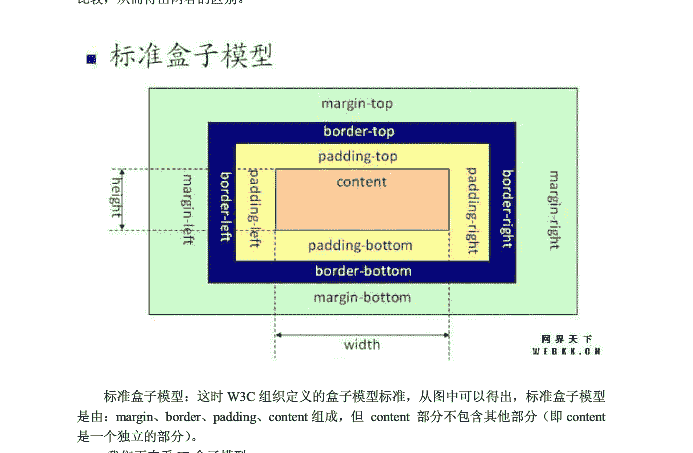 比较，从而得出两者的区别。
■ 标准盒子模型
margin-top
border-top
padding-top
content
height
margin-left
border-left
padding-left
padding-right
border-right
margin-right
padding-bottom
border-bottom
margin-bottom
width
网界天下
WEBKK.CN
标准盒子模型：这时 W3C 组织定义的盒子模型标准，从图中可以得出，标准盒子模型
是由：margin、border、padding、content 组成，但 content 部分不包含其他部分（即 content
是一个独立的部分）。